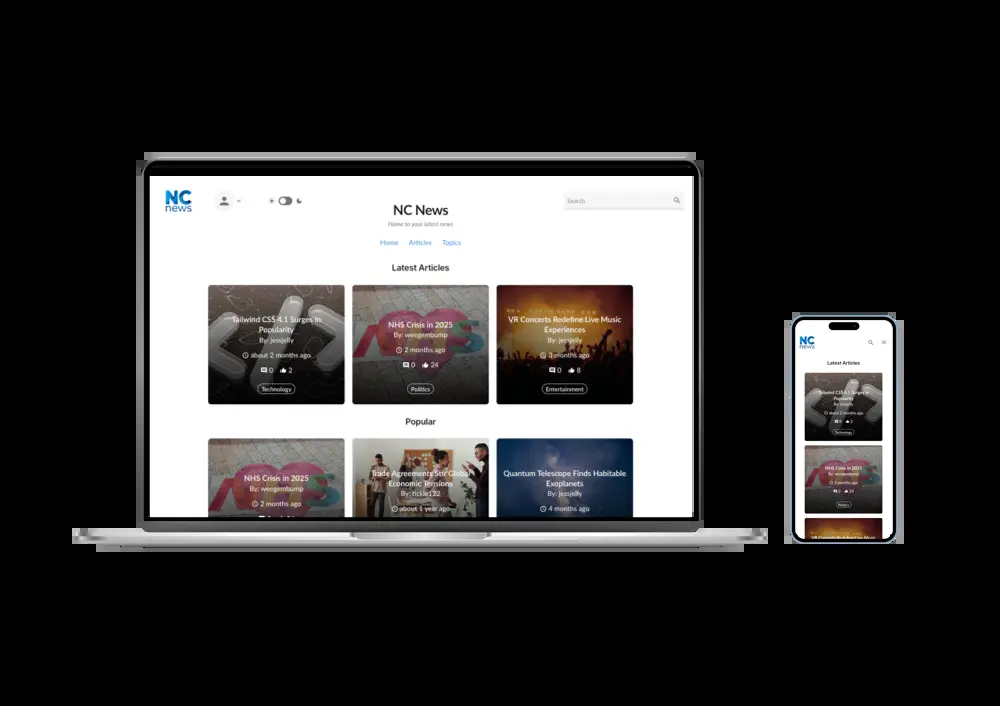 NC
news
Search
NC News
Home to your latest news
Home Articles Topics
Latest Articles
Tailwind CSS 4.1 Surges In
Popularity
By: jessjelly
about 2 months ago
0 2
Technology
NHS Crisis in 2025
By: weegembump
2 months ago
0 24
Politics
VR Concerts Redefine Live Music
Experiences
By: jessjelly
3 months ago
0 8
Entertainment
Popular
NHS Crisis in 2025
By: weegembump
2 months ago
Trade Agreements Stir Global
Economic Tensions
By: tickle122
about 1 year ago
Quantum Telescope Finds Habitable
Exoplanets
By: jessjelly
4 months ago
NC
news
Latest Articles
Tailwind CSS 4.1 Surges In
Popularity
By: jessjelly
about 2 months ago
0 2
Technology
NHS Crisis in 2025
By: weegembump
2 months ago
0 24
Politics
VR Concerts Redefine Live Music